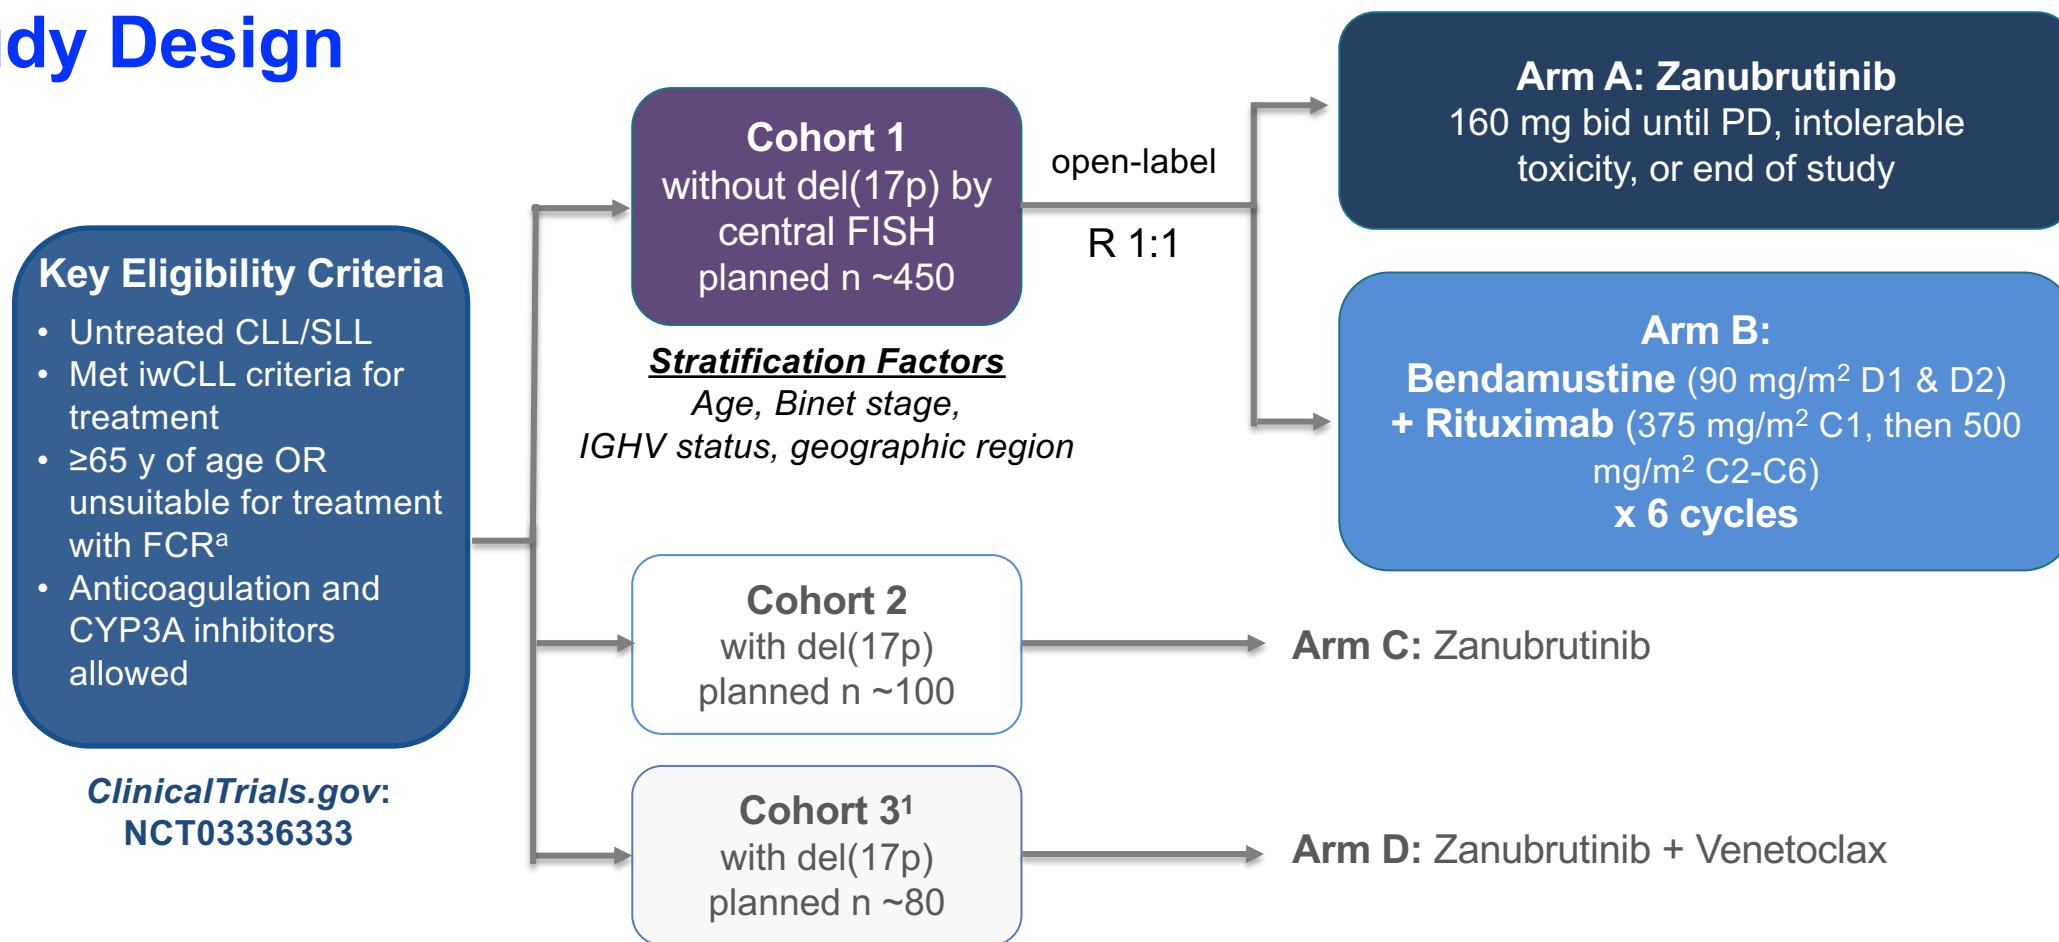 udy Design
Key Eligibility Criteria
• Untreated CLL/SLL
• Met iwCLL criteria for
treatment
• ≥65 y of age OR
unsuitable for treatment
with FCRᵃ
• Anticoagulation and
CYP3A inhibitors
allowed
ClinicalTrials.gov:
NCT03336333
Cohort 1
without del(17p) by
central FISH
planned n ~450
Stratification Factors
Age, Binet stage,
IGHV status, geographic region
open-label
R 1:1
Arm A: Zanubrutinib
160 mg bid until PD, intolerable
toxicity, or end of study
Arm B:
Bendamustine (90 mg/m² D1 & D2)
+ Rituximab (375 mg/m² C1, then 500
mg/m² C2-C6)
x 6 cycles
Cohort 2
with del(17p)
planned n ~100
Arm C: Zanubrutinib
Cohort 3¹
with del(17p)
planned n ~80
Arm D: Zanubrutinib + Venetoclax